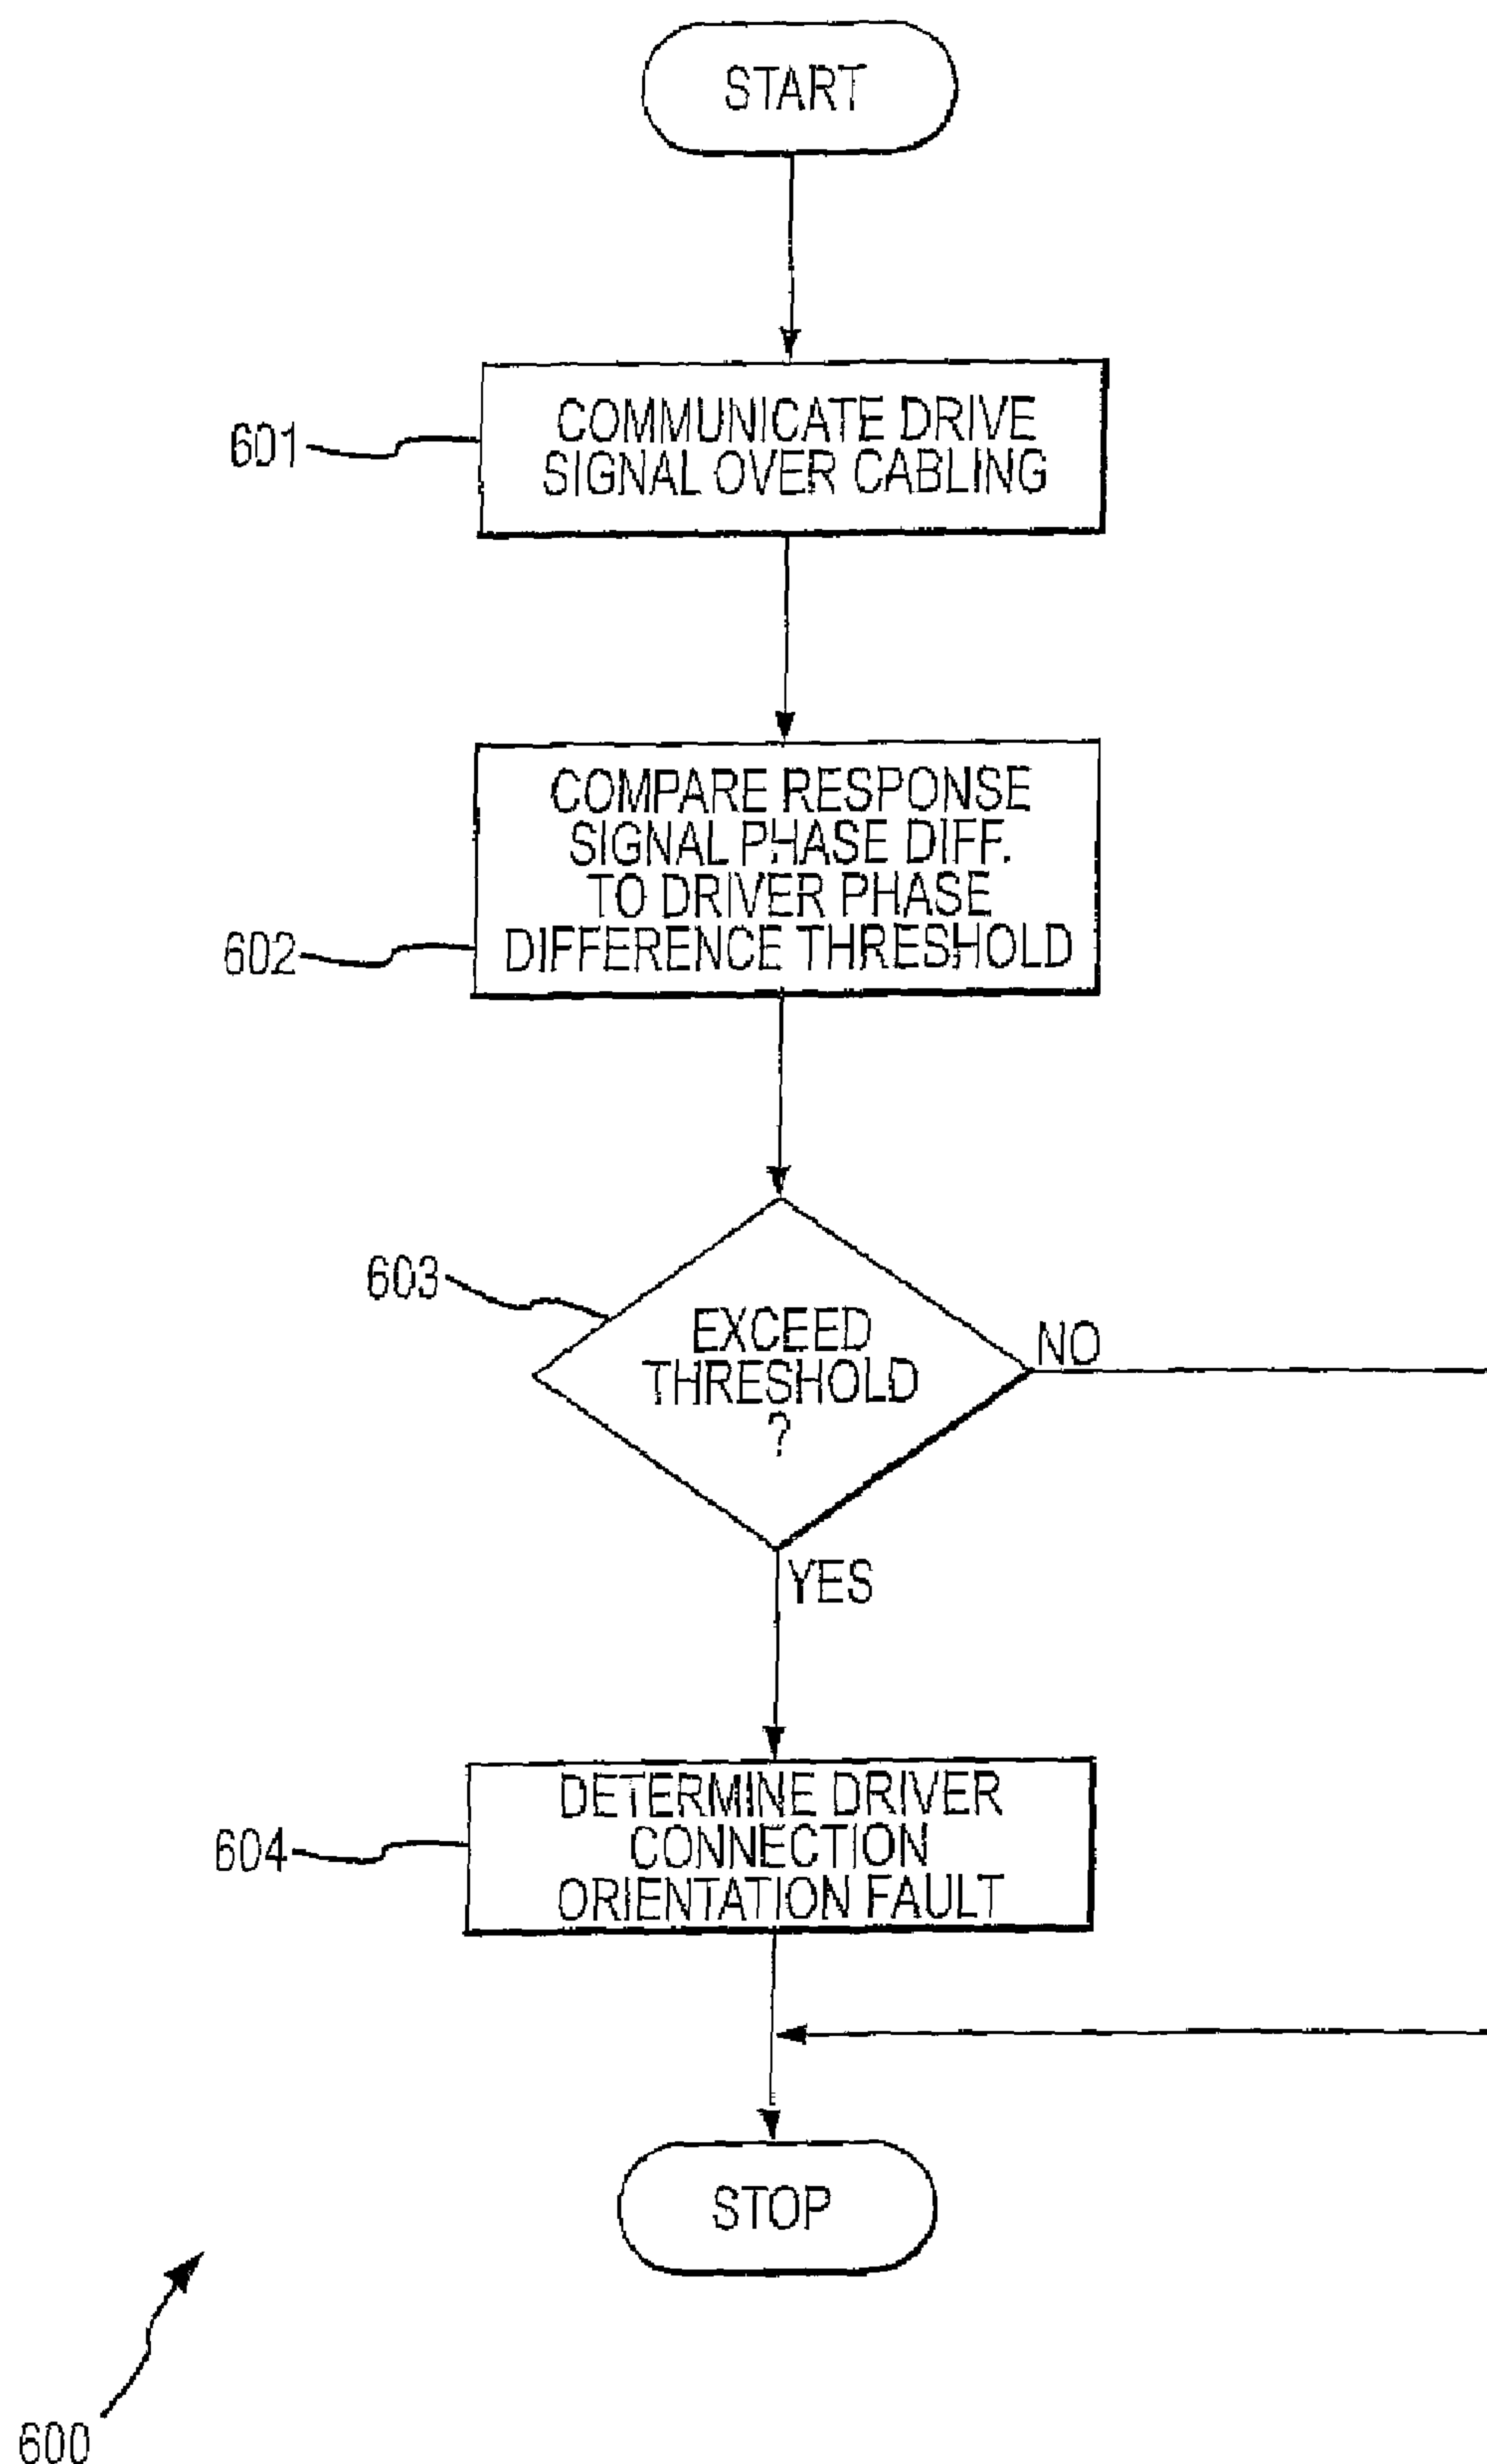 START
601
COMMUNICATE DRIVE
SIGNAL OVER CABLING
COMPARE RESPONSE
SIGNAL PHASE DIFF.
TO DRIVER PHASE
DIFFERENCE THRESHOLD
602
603
EXCEED
THRESHOLD
?
NO
YES
604
DETERMINE DRIVER
CONNECTION
ORIENTATION FAULT
STOP
600